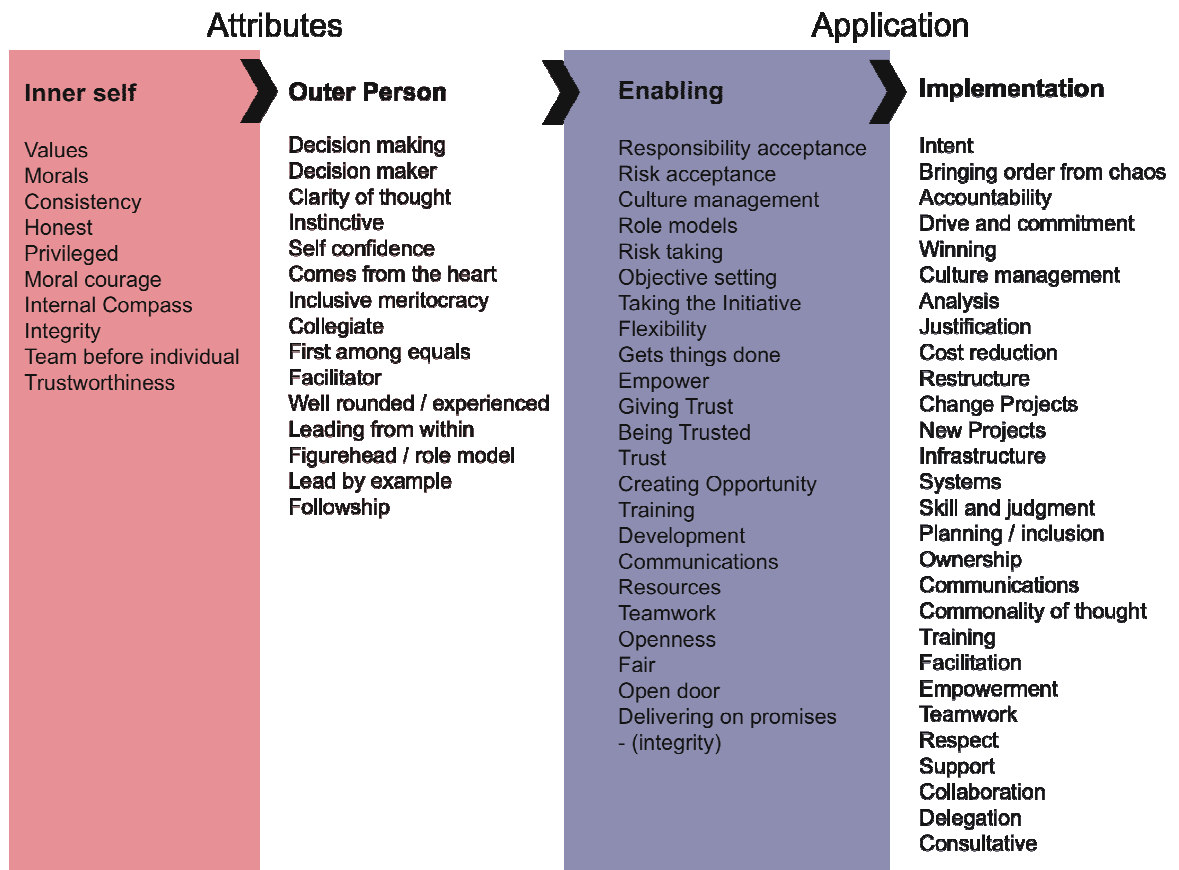 Attributes
Application
Inner self
Values
Morals
Consistency
Honest
Privileged
Moral courage
Internal Compass
Integrity
Team before individual
Trustworthiness
Outer Person
Decision making
Decision maker
Clarity of thought
Instinctive
Self confidence
Comes from the heart
Inclusive meritocracy
Collegiate
First among equals
Facilitator
Well rounded / experienced
Leading from within
Figurehead / role model
Lead by example
Followship
Enabling
Responsibility acceptance
Risk acceptance
Culture management
Role models
Risk taking
Objective setting
Taking the Initiative
Flexibility
Gets things done
Empower
Giving Trust
Being Trusted
Trust
Creating Opportunity
Training
Development
Communications
Resources
Teamwork
Openness
Fair
Open door
Delivering on promises
- (integrity)
Implementation
Intent
Bringing order from chaos
Accountability
Drive and commitment
Winning
Culture management
Analysis
Justification
Cost reduction
Restructure
Change Projects
New Projects
Infrastructure
Systems
Skill and judgment
Planning / inclusion
Ownership
Communications
Commonality of thought
Training
Facilitation
Empowerment
Teamwork
Respect
Support
Collaboration
Delegation
Consultative